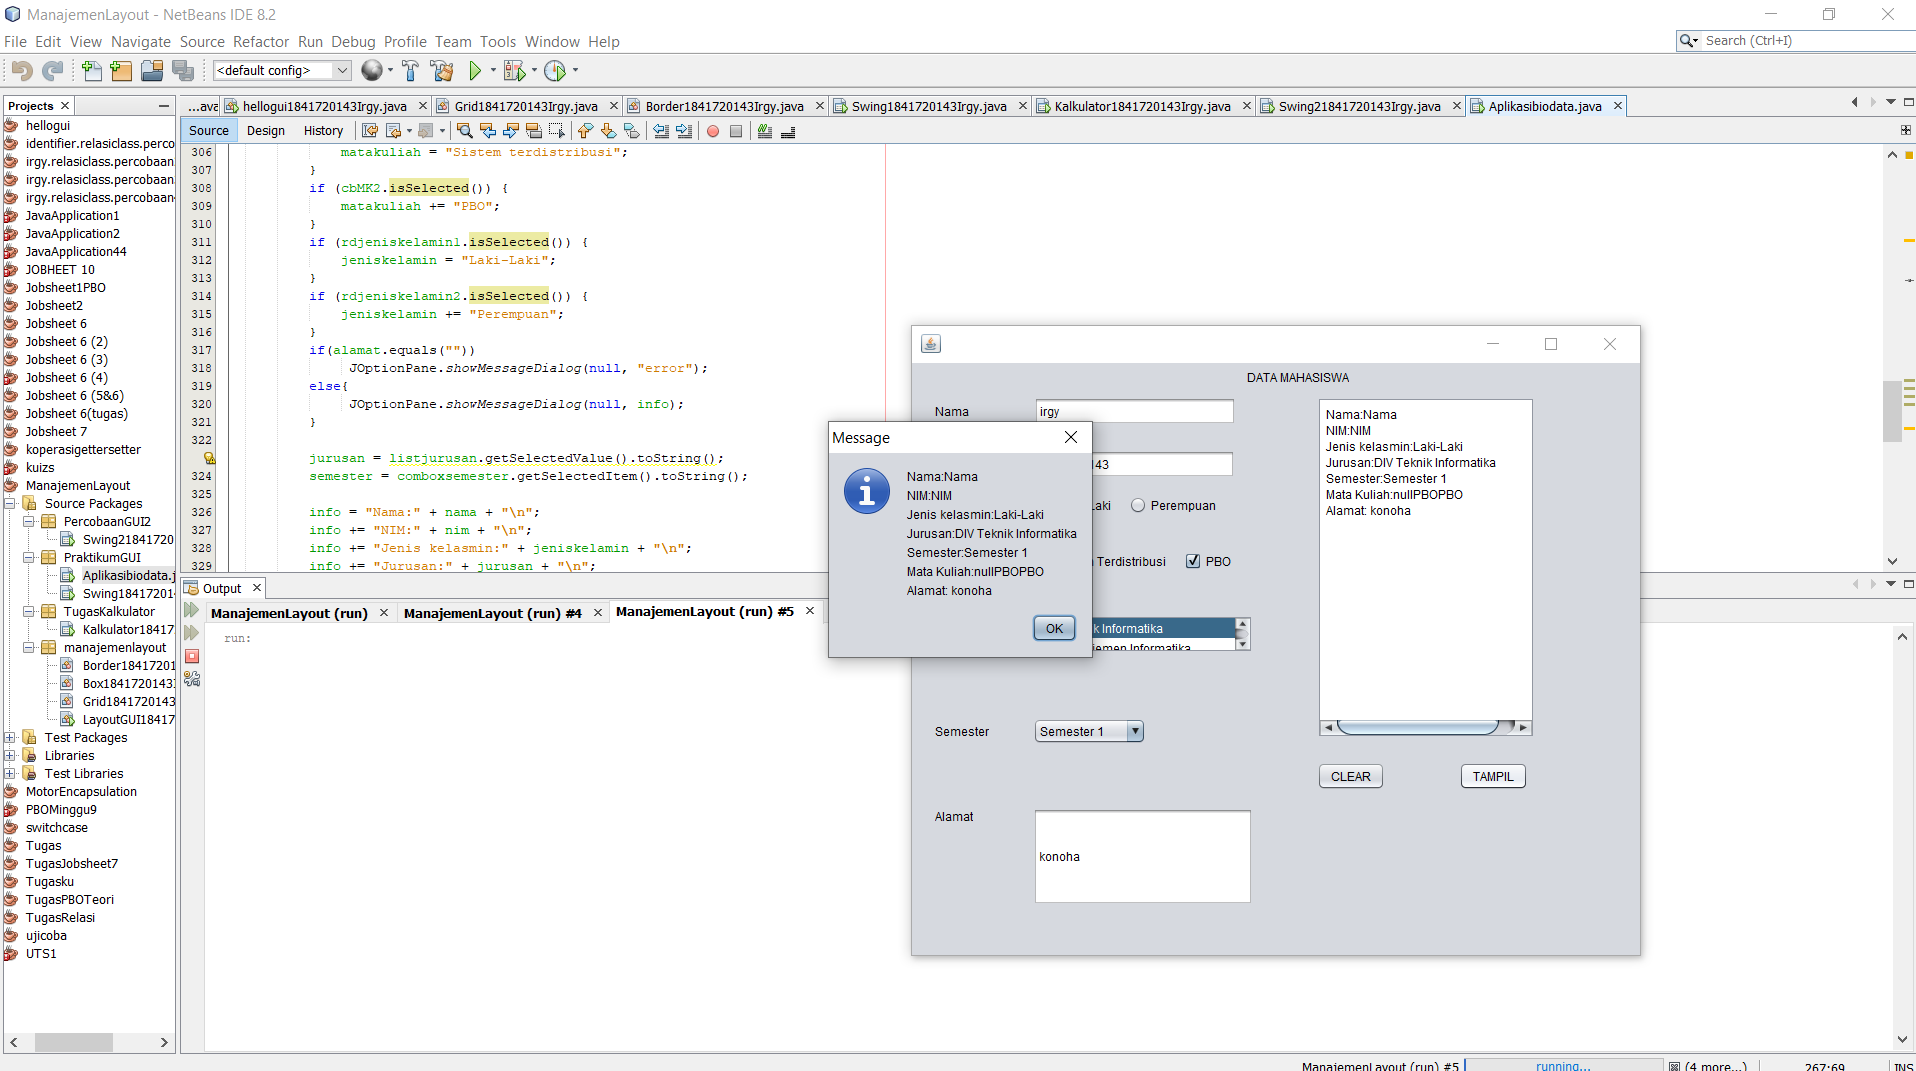 ManajemenLayout - NetBeans IDE 8.2
File Edit View Navigate Source Refactor Run Debug Profile Team Tools Window Help
Search (Ctrl+I)
<default config>
Projects
hellogui
identifier.relasiclass.perco
irgy.relasiclass.percobaan
irgy.relasiclass.percobaan
irgy.relasiclass.percobaan
JavaApplication1
JavaApplication2
JavaApplication44
JOBHEET 10
Jobsheet1PBO
Jobsheet2
Jobsheet 6
Jobsheet 6 (2)
Jobsheet 6 (3)
Jobsheet 6 (4)
Jobsheet 6 (5&6)
Jobsheet 6(tugas)
Jobsheet 7
koperasigettersetter
kuizs
ManajemenLayout
Source Packages
PercobaanGUI2
Swing21841720
PraktikumGUI
Aplikasibiodata.j
Swing1841720
TugasKalkulator
Kalkulator18417
manajemenlayout
Border1841720
Box184172014
Grid1841720143
LayoutGUI18417
Test Packages
Libraries
Test Libraries
MotorEncapsulation
PBOMinggu9
switchcase
Tugas
TugasJobsheet7
Tugasku
TugasPBOTeori
TugasRelasi
ujicoba
UTS1
...ava hellogui1841720143Irgy.java Grid1841720143Irgy.java Border1841720143Irgy.java Swing1841720143Irgy.java Kalkulator1841720143Irgy.java Swing21841720143Irgy.java Aplikasibiodata.java
Source Design History
306 matakuliah = "Sistem terdistribusi";
307 }
308 if (cbMK2.isSelected()) {
309 matakuliah += "PBO";
310 }
311 if (rdjeniskelamin1.isSelected()) {
312 jeniskelamin = "Laki-Laki";
313 }
314 if (rdjeniskelamin2.isSelected()) {
315 jeniskelamin += "Perempuan";
316 }
317 if(alamat.equals(""))
318 JOptionPane.showMessageDialog(null, "error");
319 else{
320 JOptionPane.showMessageDialog(null, info);
321 }
322
jurusan = listjurusan.getSelectedValue().toString();
324 semester = comboxsemester.getSelectedItem().toString();
325
326 info = "Nama:" + nama + "\n";
327 info += "NIM:" + nim + "\n";
328 info += "Jenis kelasmin:" + jeniskelamin + "\n";
329 info += "Jurusan:" + jurusan + "\n";
Output
ManajemenLayout (run) ManajemenLayout (run) #4 ManajemenLayout (run) #5
run:
Message
Nama:Nama
NIM:NIM
Jenis kelasmin:Laki-Laki
Jurusan:DIV Teknik Informatika
Semester:Semester 1
Mata Kuliah:nullPBOPBO
Alamat: konoha
OK
DATA MAHASISWA
Nama irgy
143
aki Perempuan
Terdistribusi PBO
k Informatika
jemen Informatika
Semester Semester 1
Alamat
konoha
Nama:Nama
NIM:NIM
Jenis kelasmin:Laki-Laki
Jurusan:DIV Teknik Informatika
Semester:Semester 1
Mata Kuliah:nullPBOPBO
Alamat: konoha
CLEAR TAMPIL
ManajemenLayout (run) #5 running... (4 more...) 267:69 INS